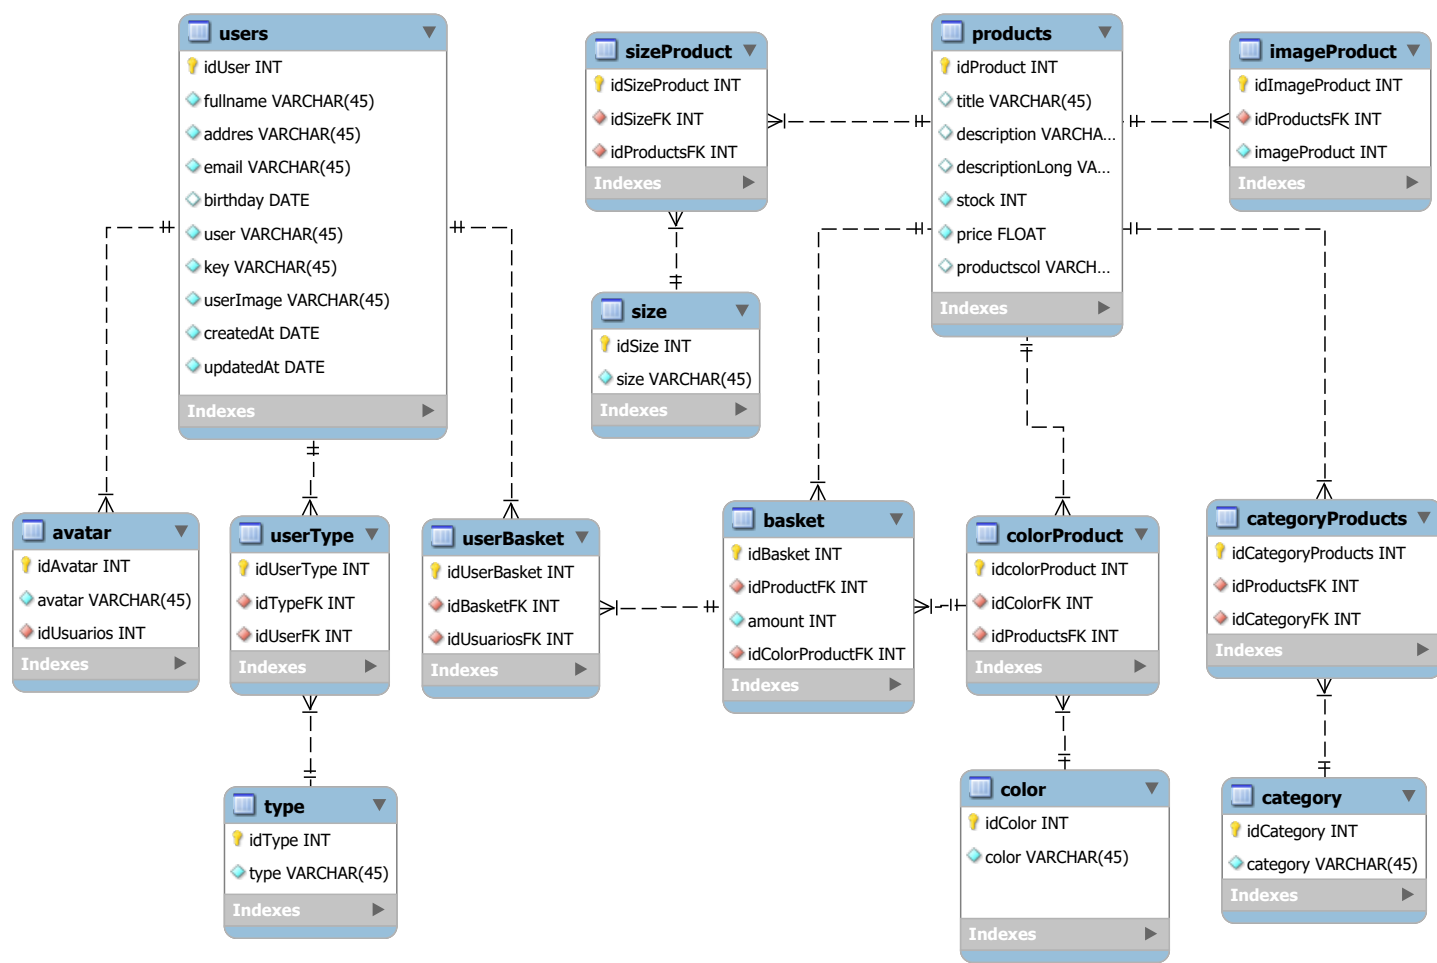 users
idUser INT
fullname VARCHAR(45)
addres VARCHAR(45)
email VARCHAR(45)
birthday DATE
user VARCHAR(45)
key VARCHAR(45)
userImage VARCHAR(45)
createdAt DATE
updatedAt DATE
Indexes
sizeProduct
idSizeProduct INT
idSizeFK INT
idProductsFK INT
Indexes
products
idProduct INT
title VARCHAR(45)
description VARCHA...
descriptionLong VA...
stock INT
price FLOAT
productscol VARCH...
Indexes
imageProduct
idImageProduct INT
idProductsFK INT
imageProduct INT
Indexes
size
idSize INT
size VARCHAR(45)
Indexes
avatar
idAvatar INT
avatar VARCHAR(45)
idUsuarios INT
Indexes
userType
idUserType INT
idTypeFK INT
idUserFK INT
Indexes
userBasket
idUserBasket INT
idBasketFK INT
idUsuariosFK INT
Indexes
basket
idBasket INT
idProductFK INT
amount INT
idColorProductFK INT
Indexes
colorProduct
idcolorProduct INT
idColorFK INT
idProductsFK INT
Indexes
categoryProducts
idCategoryProducts INT
idProductsFK INT
idCategoryFK INT
Indexes
type
idType INT
type VARCHAR(45)
Indexes
color
idColor INT
color VARCHAR(45)
Indexes
category
idCategory INT
category VARCHAR(45)
Indexes